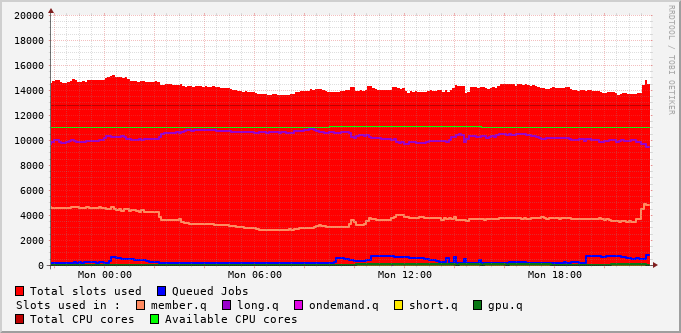 RRDTOOL / TOBI OETIKER
20000
18000
16000
14000
12000
10000
8000
6000
4000
2000
0
Mon 00:00 Mon 06:00 Mon 12:00 Mon 18:00
Total slots used Queued Jobs
Slots used in : member.q long.q ondemand.q short.q gpu.q
Total CPU cores Available CPU cores